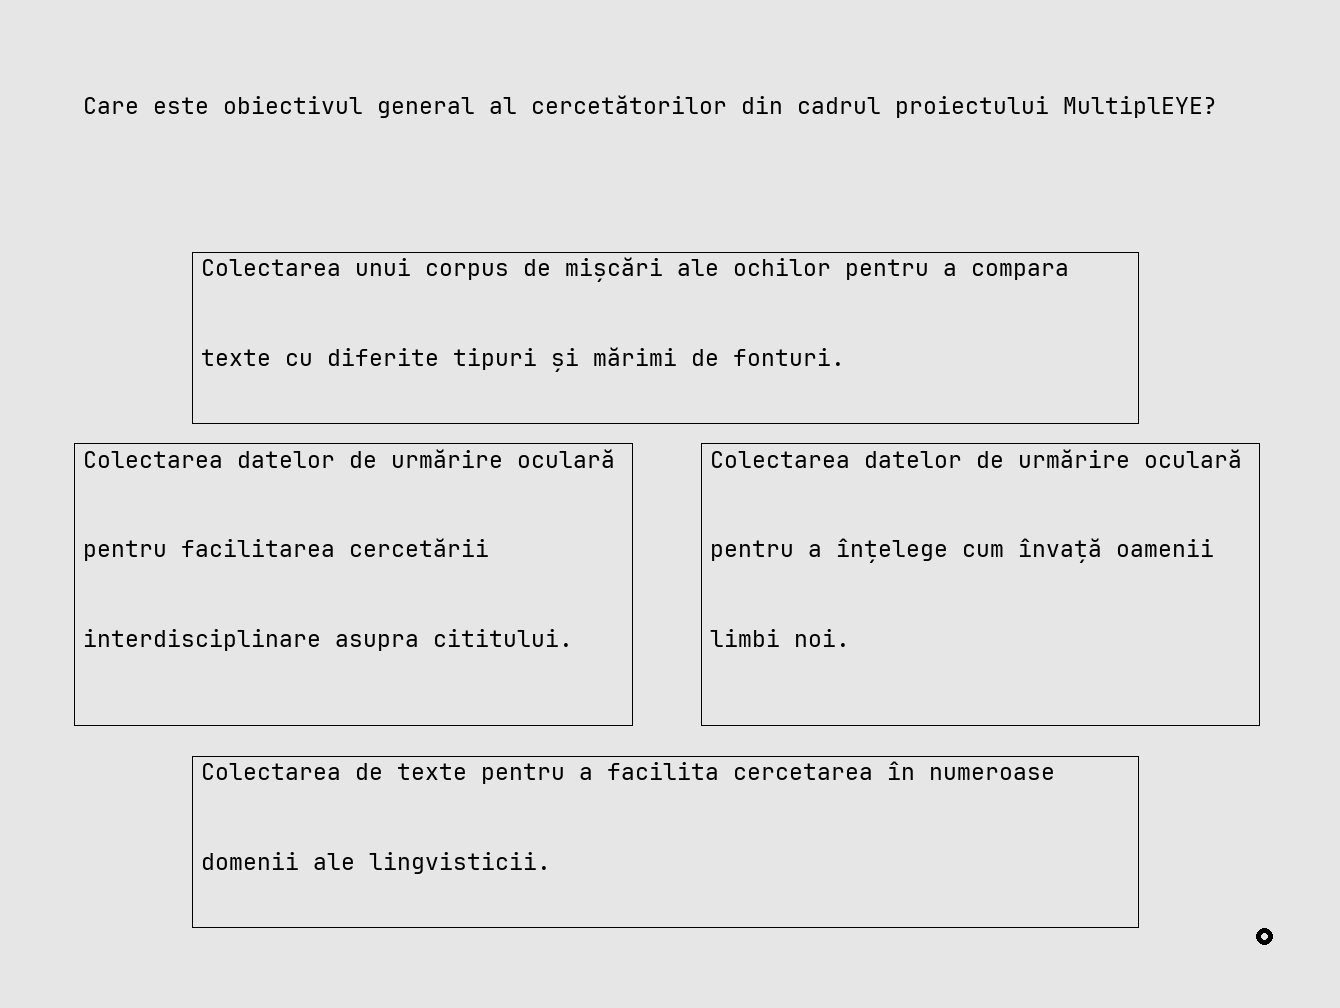 Care este obiectivul general al cercetătorilor din cadrul proiectului MultiplEYE?
Colectarea unui corpus de mișcări ale ochilor pentru a compara
texte cu diferite tipuri și mărimi de fonturi.
Colectarea datelor de urmărire oculară
pentru facilitarea cercetării
interdisciplinare asupra cititului.
Colectarea datelor de urmărire oculară
pentru a înțelege cum învață oamenii
limbi noi.
Colectarea de texte pentru a facilita cercetarea în numeroase
domenii ale lingvisticii.